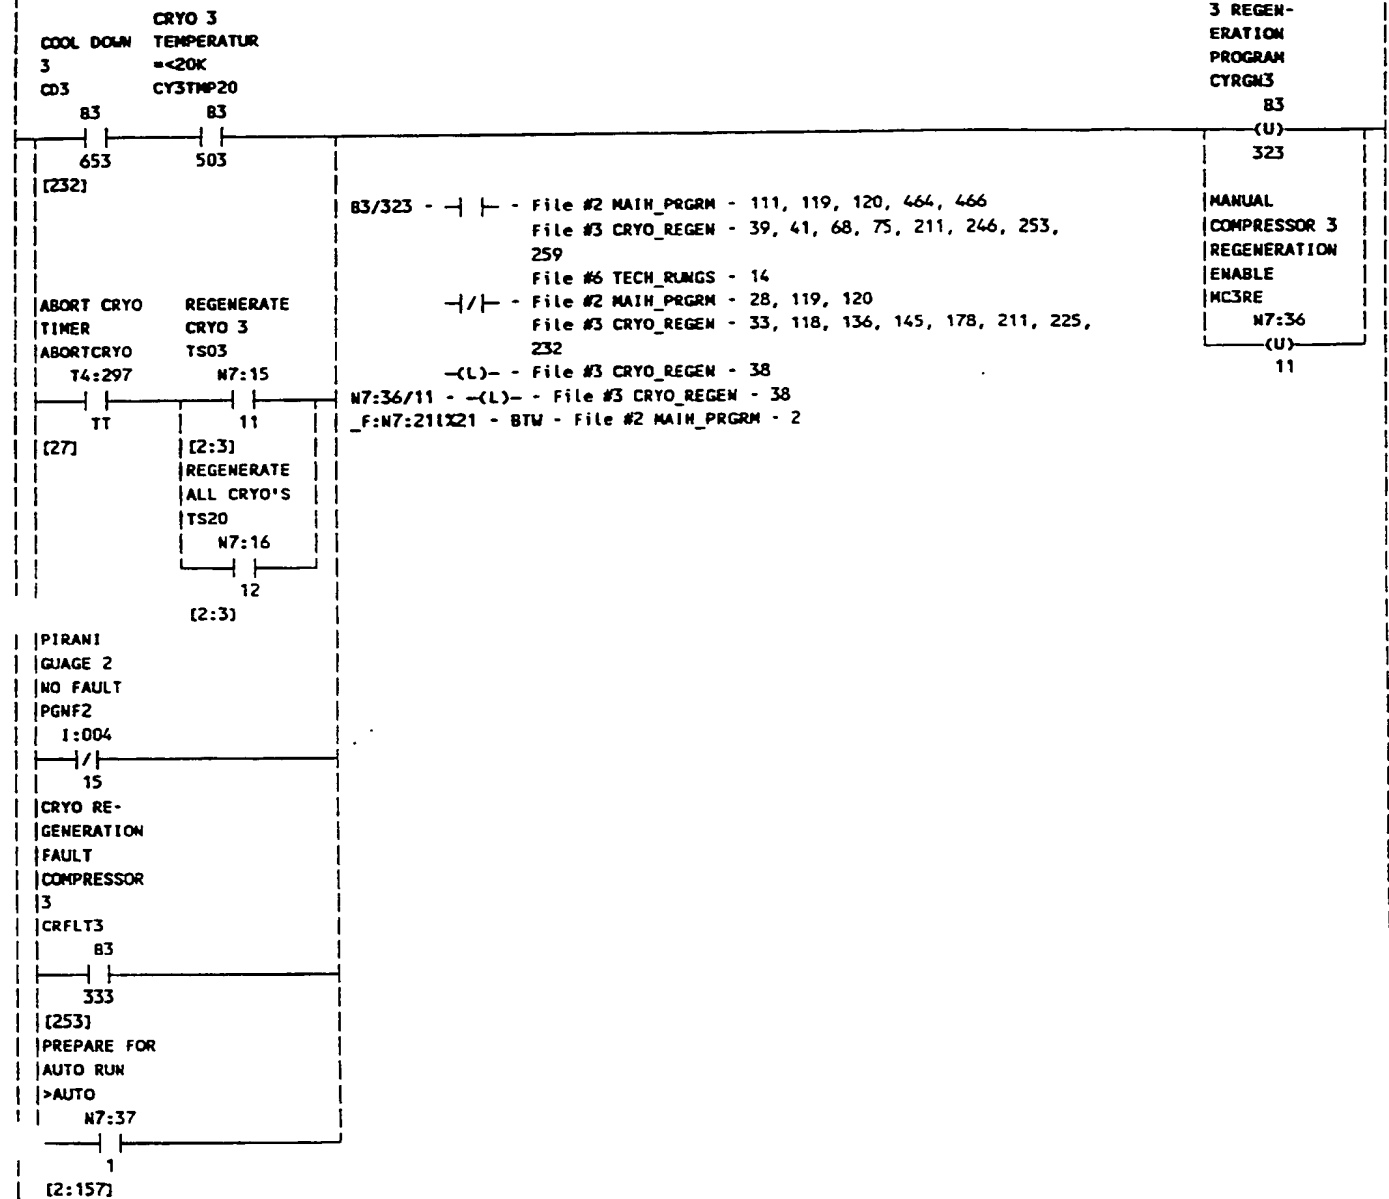 CRYO 3
COOL DOWN TEMPERATUR
3 =<20K
CD3 CY3TMP20
B3 B3
653 503
[232]
3 REGEN-
ERATION
PROGRAM
CYRGN3
B3
(U)
323
B3/323 - -| |- - File #2 MAIN_PRGRM - 111, 119, 120, 464, 466
File #3 CRYO_REGEN - 39, 41, 68, 75, 211, 246, 253,
259
File #6 TECH_RUNGS - 14
-|/|- - File #2 MAIN_PRGRM - 28, 119, 120
File #3 CRYO_REGEN - 33, 118, 136, 145, 178, 211, 225,
232
-(L)- - File #3 CRYO_REGEN - 38
N7:36/11 - -(L)- - File #3 CRYO_REGEN - 38
_F:N7:21[%21 - BTW - File #2 MAIN_PRGRM - 2
MANUAL
COMPRESSOR 3
REGENERATION
ENABLE
MC3RE
N7:36
(U)
11
ABORT CRYO REGENERATE
TIMER CRYO 3
ABORTCRYO TS03
T4:297 N7:15
TT 11
[27] [2:3]
REGENERATE
ALL CRYO'S
TS20
N7:16
12
[2:3]
PIRANI
GUAGE 2
NO FAULT
PGNF2
I:004
/
15
CRYO RE-
GENERATION
FAULT
COMPRESSOR
3
CRFLT3
B3
333
[253]
PREPARE FOR
AUTO RUN
>AUTO
N7:37
1
[2:157]